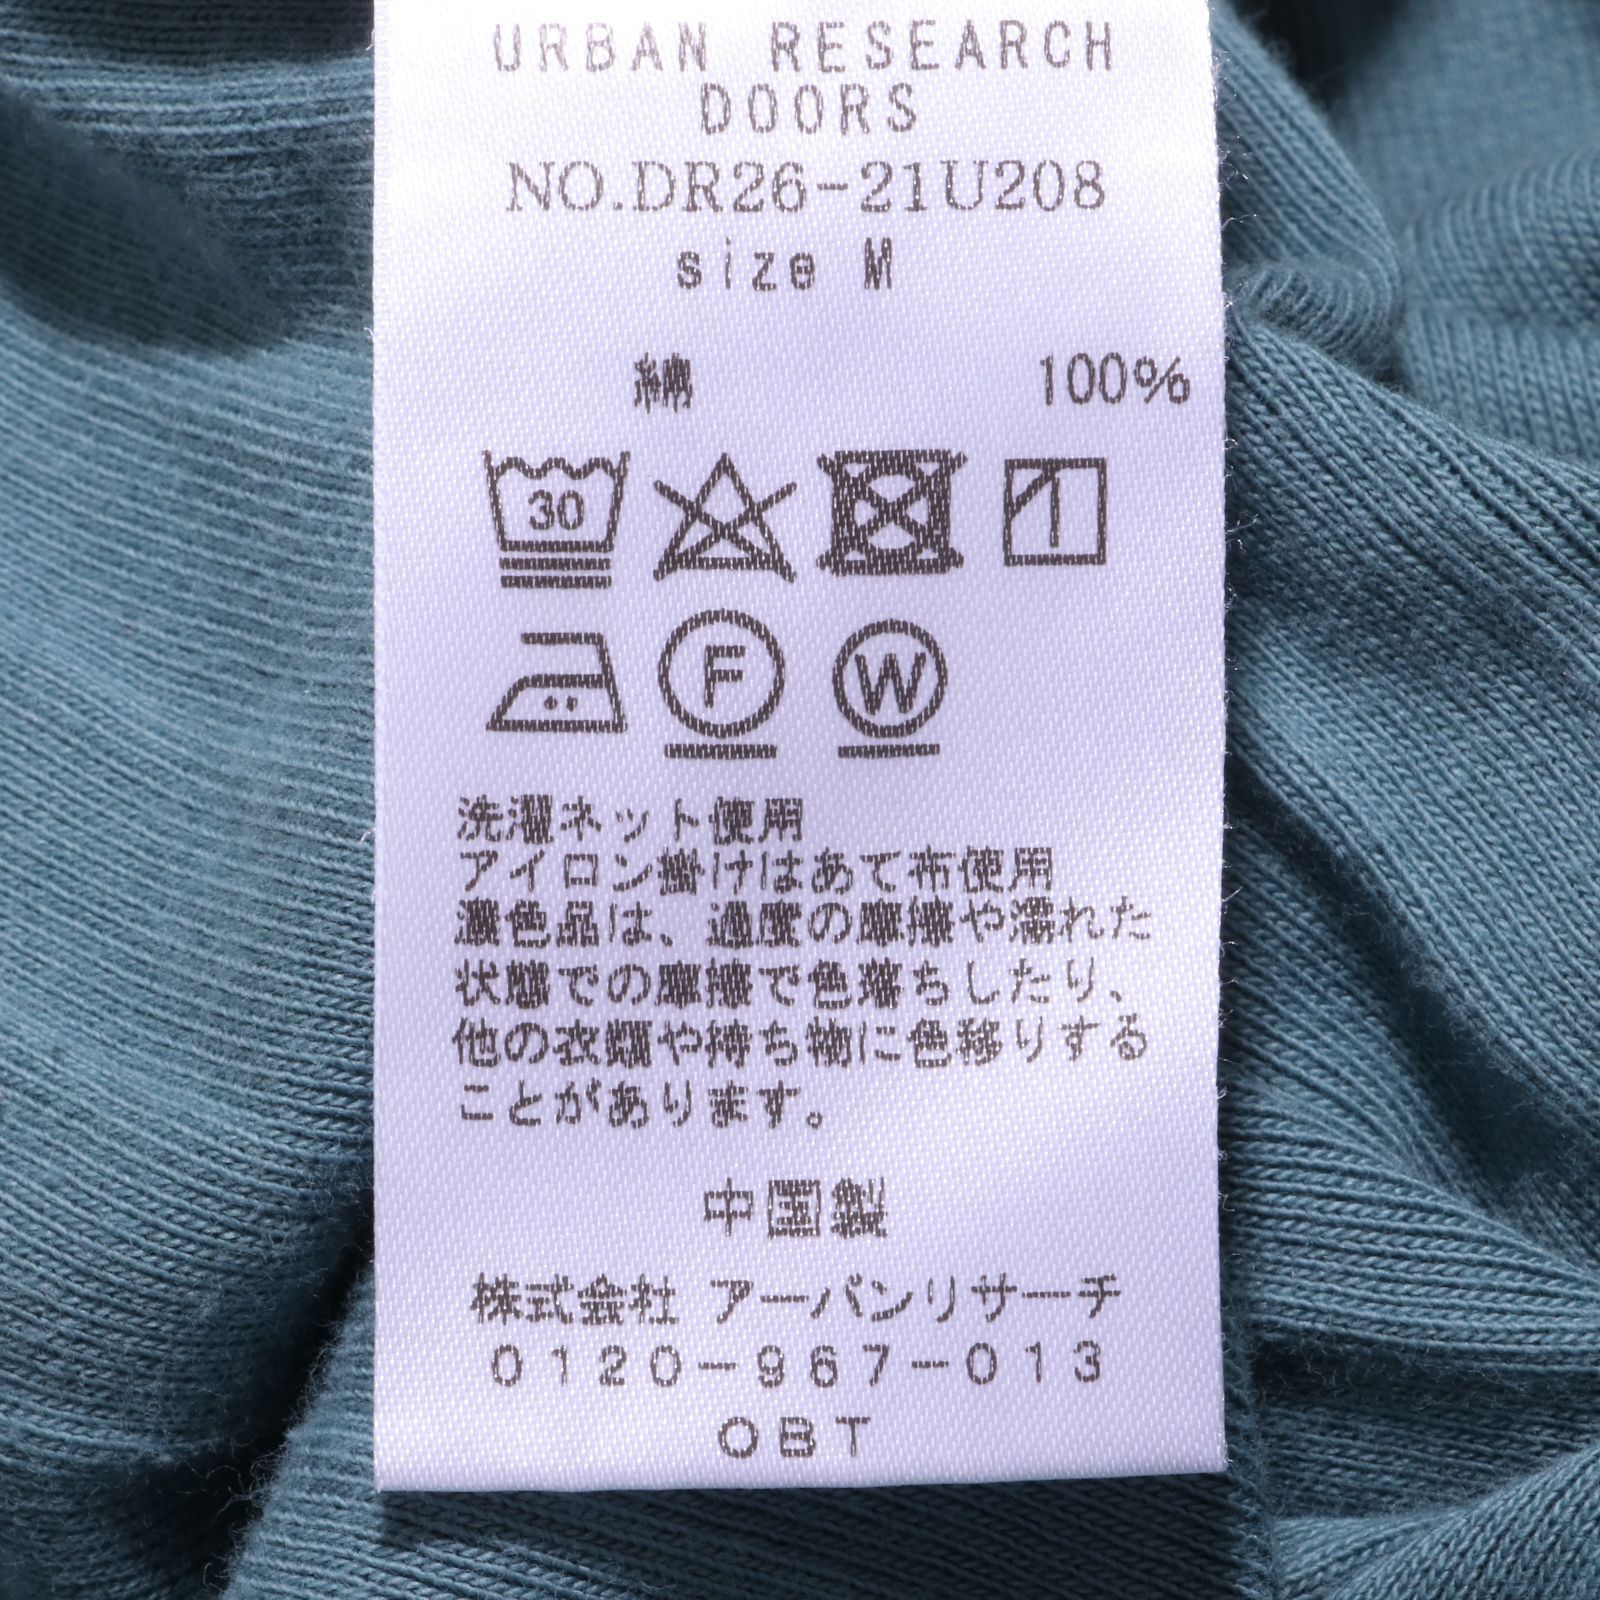 URBAN RESEARCH
DOORS
NO.DR26-21U208
size M
綿 100%
30
F W
洗濯ネット使用
アイロン掛けはあて布使用
濃色品は、過度の摩擦や濡れた
状態での摩擦で色落ちしたり、
他の衣類や持ち物に色移りする
ことがあります。
中国製
株式会社 アーバンリサーチ
0120-967-013
OBT